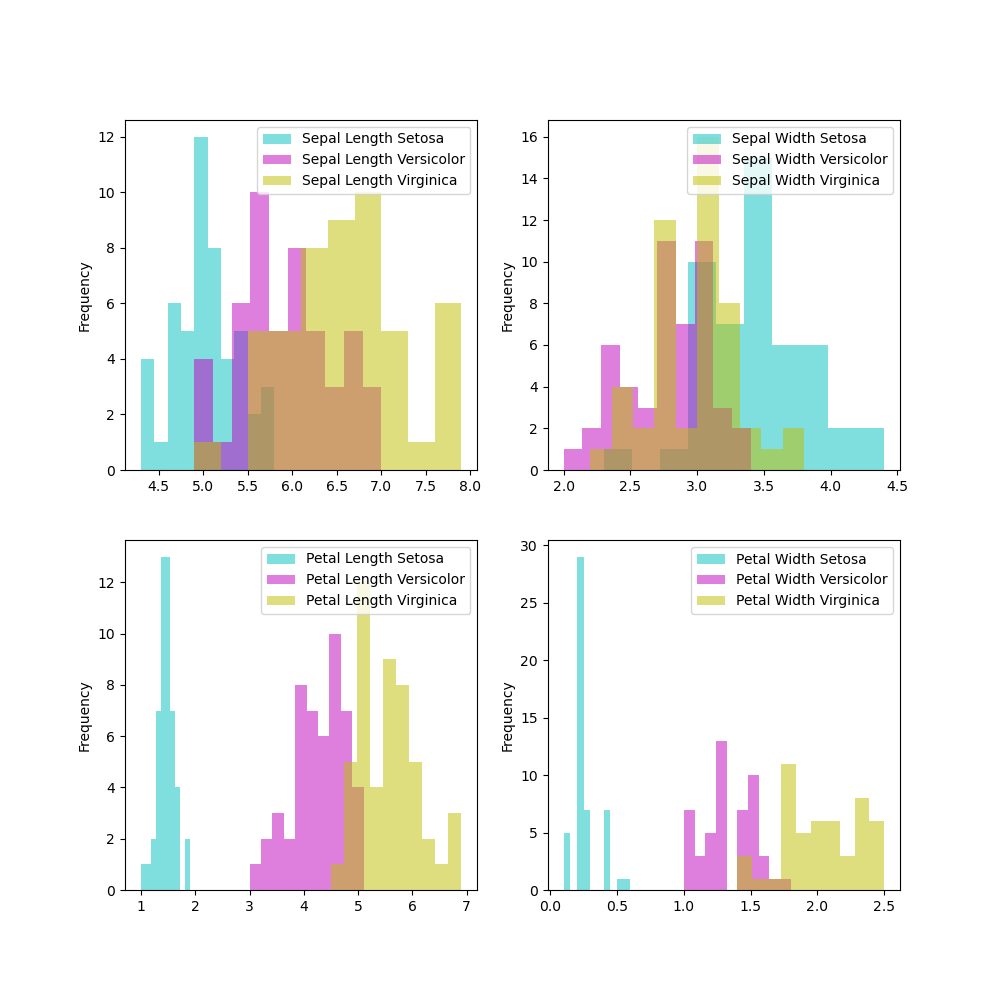 Sepal Length Setosa
Sepal Length Versicolor
Sepal Length Virginica
Frequency
12
10
8
6
4
2
0
4.5 5.0 5.5 6.0 6.5 7.0 7.5 8.0
Sepal Width Setosa
Sepal Width Versicolor
Sepal Width Virginica
Frequency
16
14
12
10
8
6
4
2
0
2.0 2.5 3.0 3.5 4.0 4.5
Petal Length Setosa
Petal Length Versicolor
Petal Length Virginica
Frequency
12
10
8
6
4
2
0
1 2 3 4 5 6 7
Petal Width Setosa
Petal Width Versicolor
Petal Width Virginica
Frequency
30
25
20
15
10
5
0
0.0 0.5 1.0 1.5 2.0 2.5